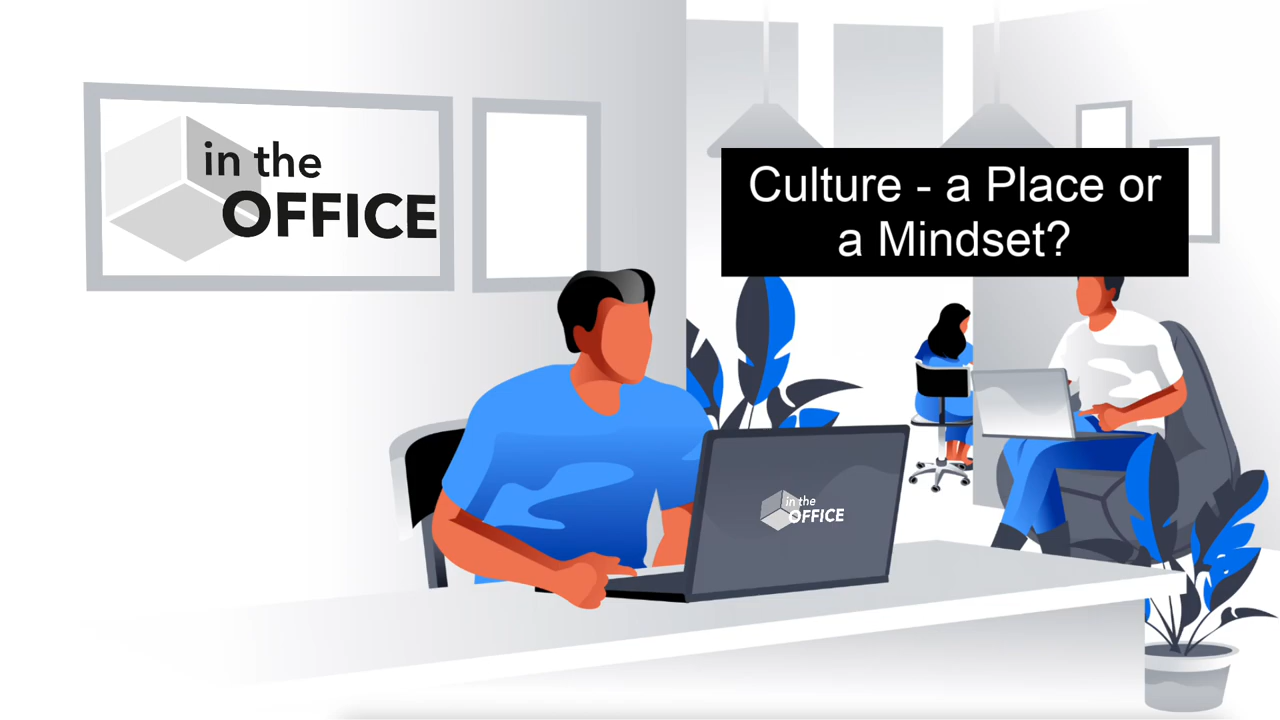 in the
OFFICE
Culture - a Place or
a Mindset?
in the
OFFICE